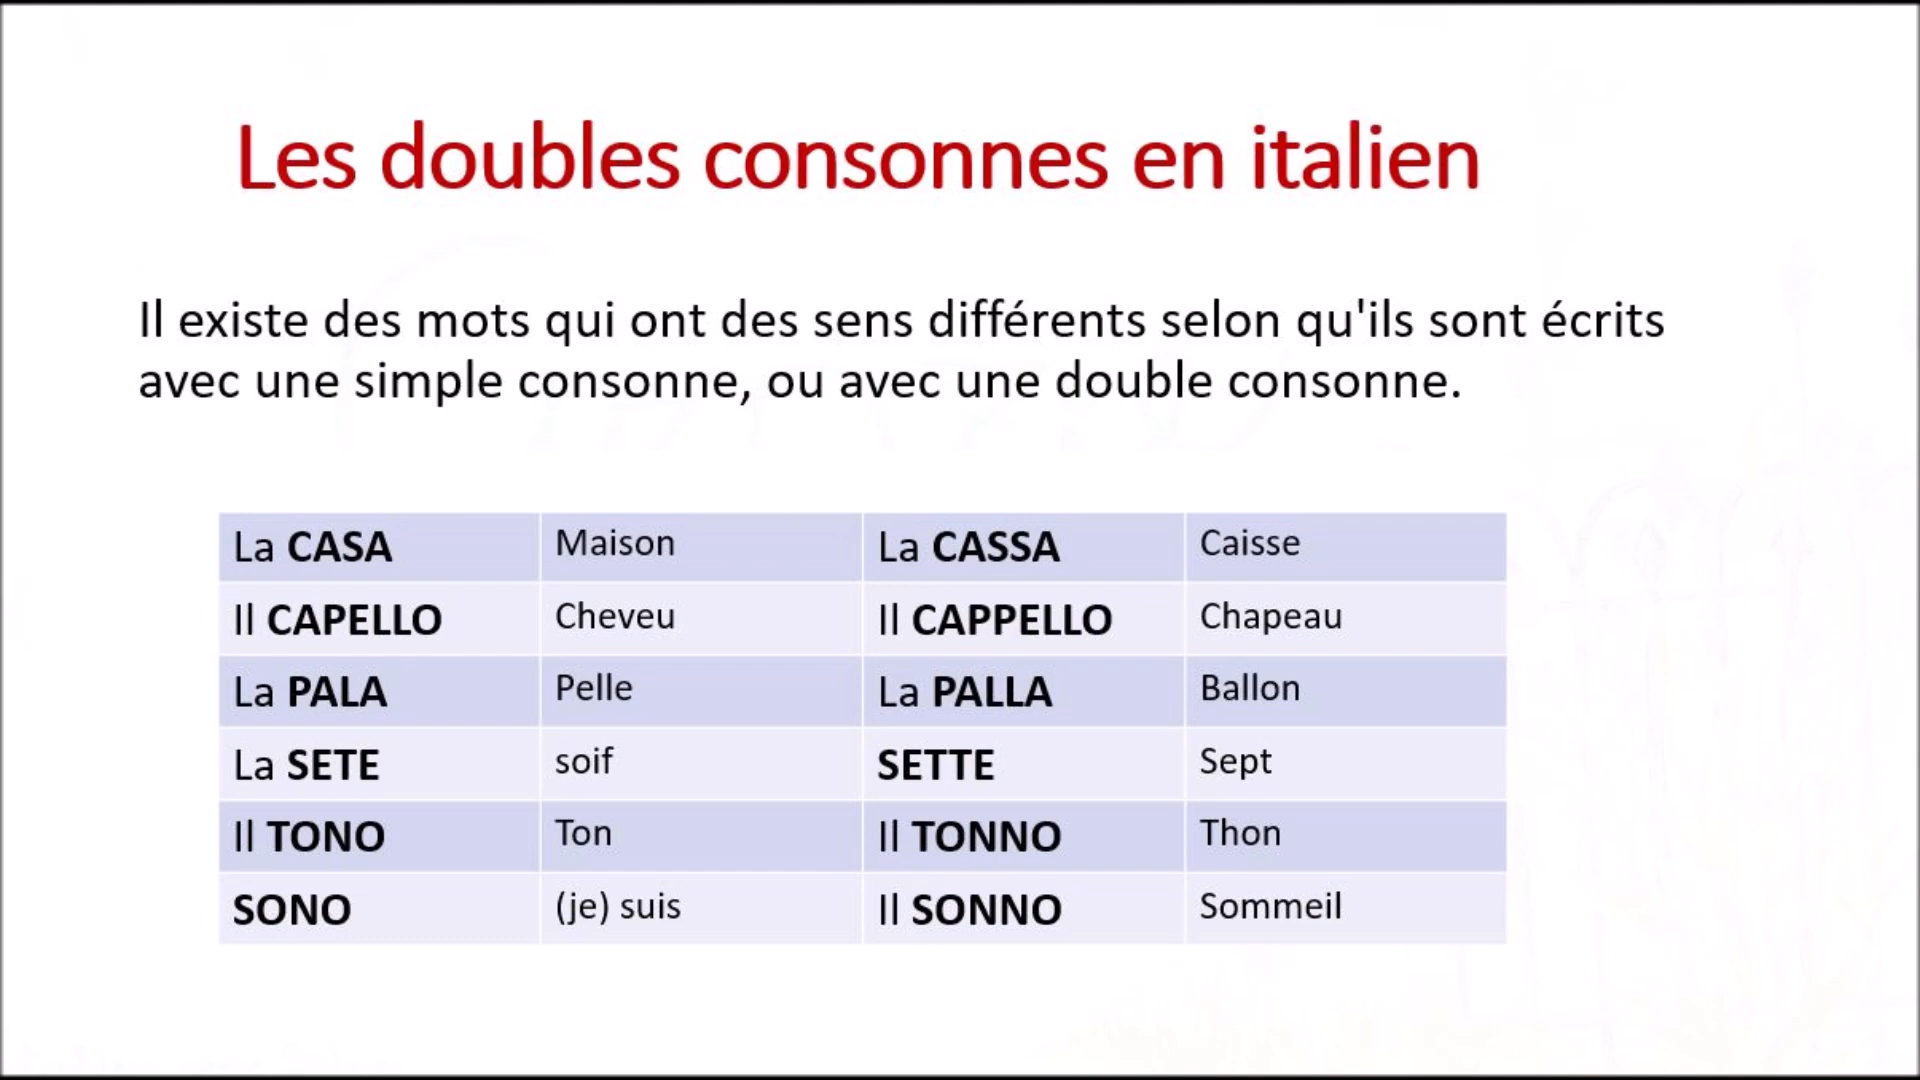 Les doubles consonnes en italien
Il existe des mots qui ont des sens différents selon qu'ils sont écrits
avec une simple consonne, ou avec une double consonne.
La CASA Maison La CASSA Caisse
Il CAPELLO Cheveu Il CAPPELLO Chapeau
La PALA Pelle La PALLA Ballon
La SETE soif SETTE Sept
Il TONO Ton Il TONNO Thon
SONO (je) suis Il SONNO Sommeil